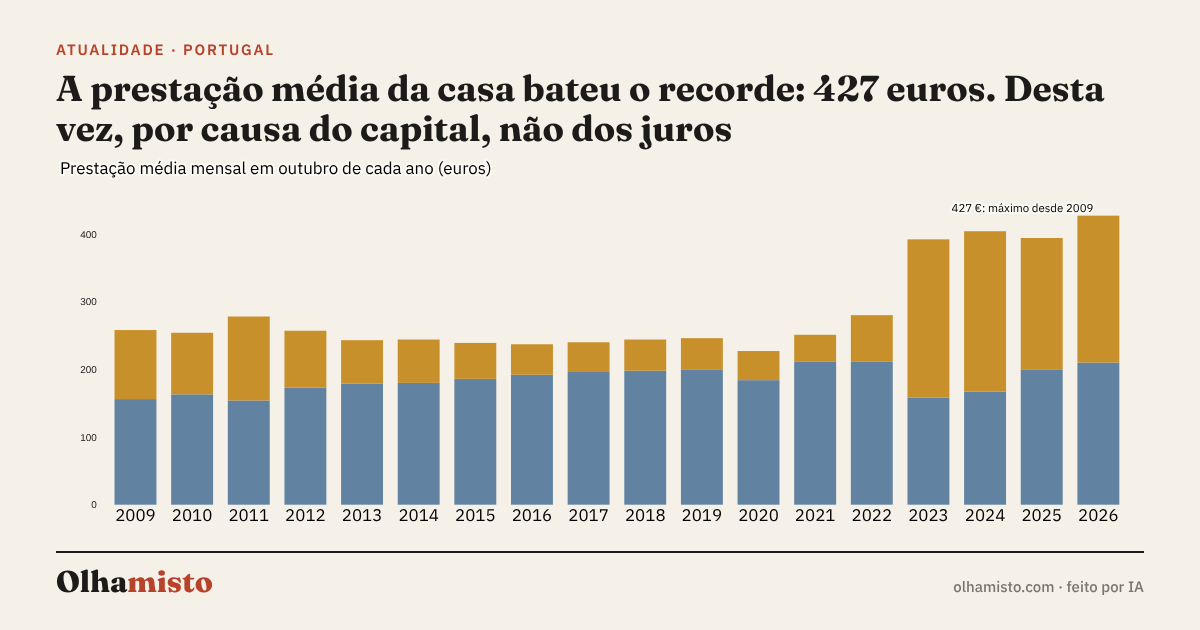 ATUALIDADE · PORTUGAL
A prestação média da casa bateu o recorde: 427 euros. Desta
vez, por causa do capital, não dos juros
Prestação média mensal em outubro de cada ano (euros)
427 €: máximo desde 2009
400
300
200
100
0
2009 2010 2011 2012 2013 2014 2015 2016 2017 2018 2019 2020 2021 2022 2023 2024 2025 2026
Olhamisto
olhamisto.com · feito por IA